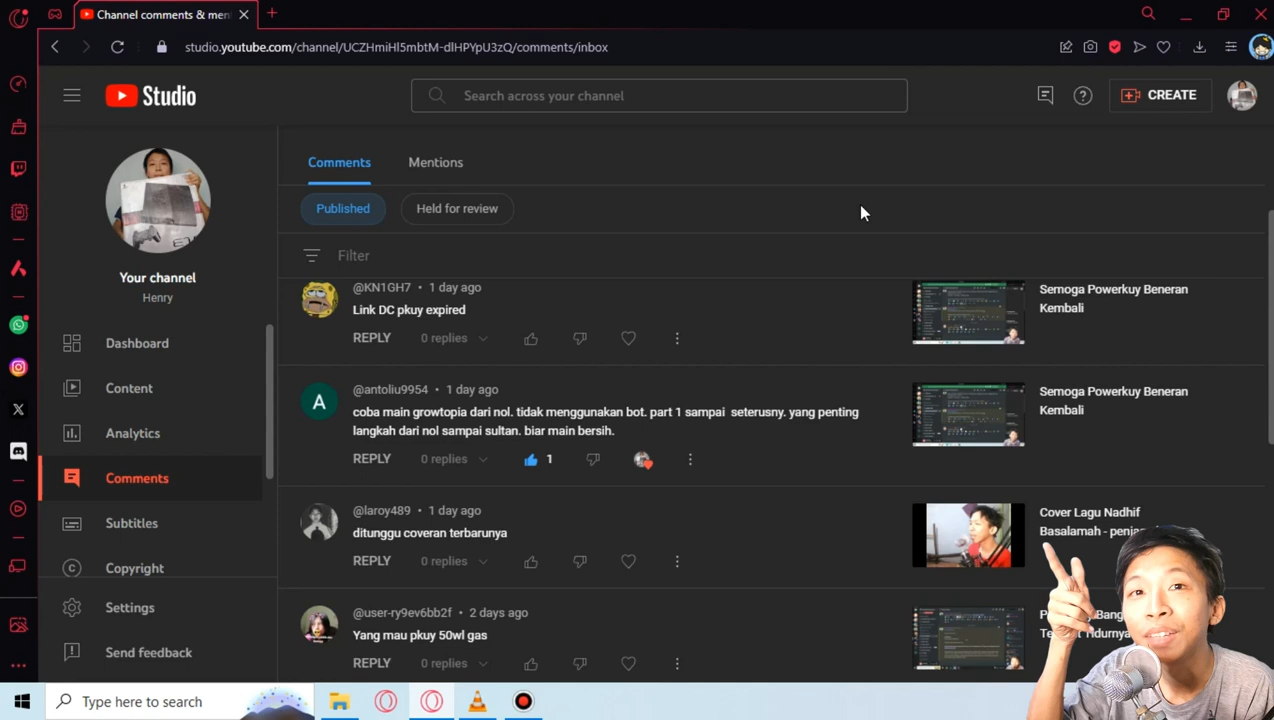 Channel comments & men
studio.youtube.com/channel/UCZHmiHl5mbtM-dlHPYpU3zQ/comments/inbox
Studio
Search across your channel
CREATE
Your channel
Henry
Dashboard
Content
Analytics
Comments
Subtitles
Copyright
Settings
Send feedback
Comments
Mentions
Published
Held for review
Filter
@KN1GH7 • 1 day ago
Link DC pkuy expired
REPLY
0 replies
Semoga Powerkuy Beneran
Kembali
@antoliu9954 • 1 day ago
coba main growtopia dari nol. tidak menggunakan bot. part 1 sampai seterusny. yang penting
langkah dari nol sampai sultan. biar main bersih.
REPLY
0 replies
1
Semoga Powerkuy Beneran
Kembali
@laroy489 • 1 day ago
ditunggu coveran terbarunya
REPLY
0 replies
Cover Lagu Nadhif
Basalamah - penja
@user-ry9ev6bb2f • 2 days ago
Yang mau pkuy 50wl gas
REPLY
0 replies
Type here to search